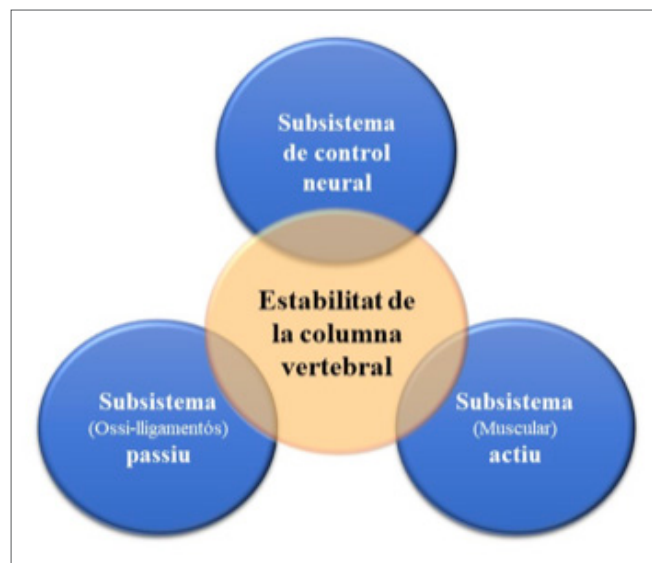 Subsistema
de control
neural
Estabilitat de
la columna
vertebral
Subsistema
(Ossi-lligamentós)
passiu
Subsistema
(Muscular)
actiu